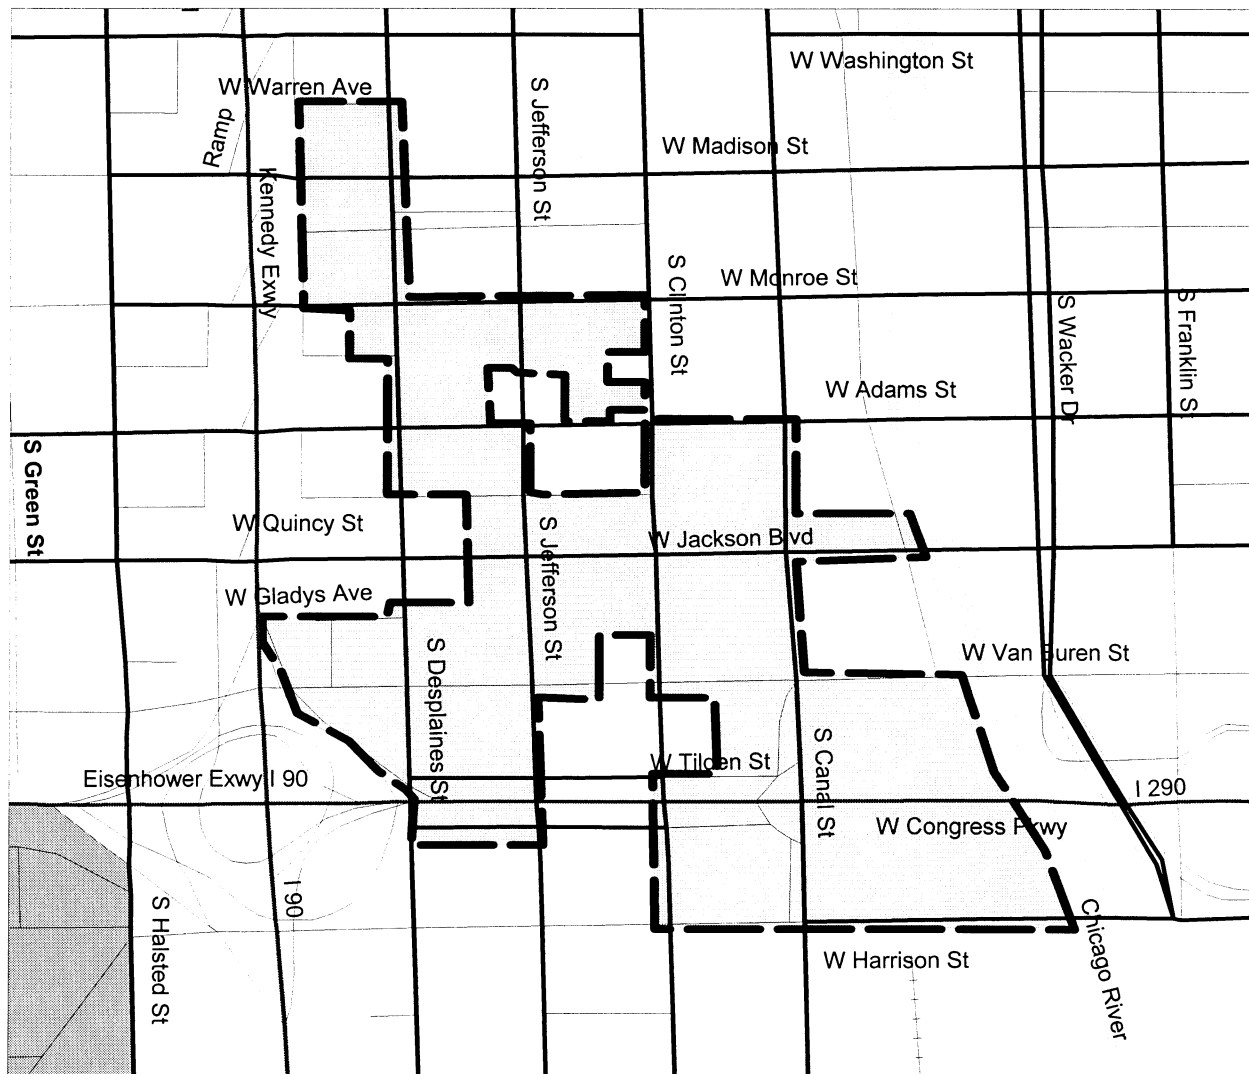 W Washington St
W Warren Ave
S Jefferson St
Ramp
W Madison St
Kennedy Exwy
S Clinton St
W Monroe St
S Wacker Dr
S Franklin St
W Adams St
S Green St
W Quincy St
S Jefferson St
W Jackson Blvd
W Gladys Ave
S Desplaines St
W Van Buren St
S Canal St
W Tilden St
Eisenhower Exwy I 90
I 290
W Congress Pkwy
I 90
S Halsted St
Chicago River
W Harrison St